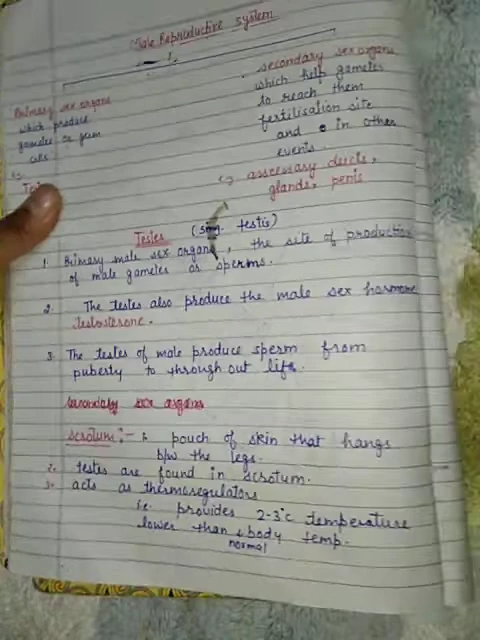 Male Reproductive system
Primary sex organs
which produce
gametes or germ
cells
secondary sex organs
which help gametes
to reach them
fertilisation site
and in other
events.
↳ assessary ducts,
glands, penis
Testes (sing. testis)
1. Primary male sex organs, the site of production
of male gametes or sperms.
2. The testes also produce the male sex harmone
Testosterone.
3. The testes of male produce sperm from
puberty to through out life.
secondary sex organs
Scrotum :- 1. pouch of skin that hangs
b/w the legs.
2. testes are found in scrotum.
3. acts as thermoregulators
i.e. provides 2-3°c temperature
lower than body temp.
normal